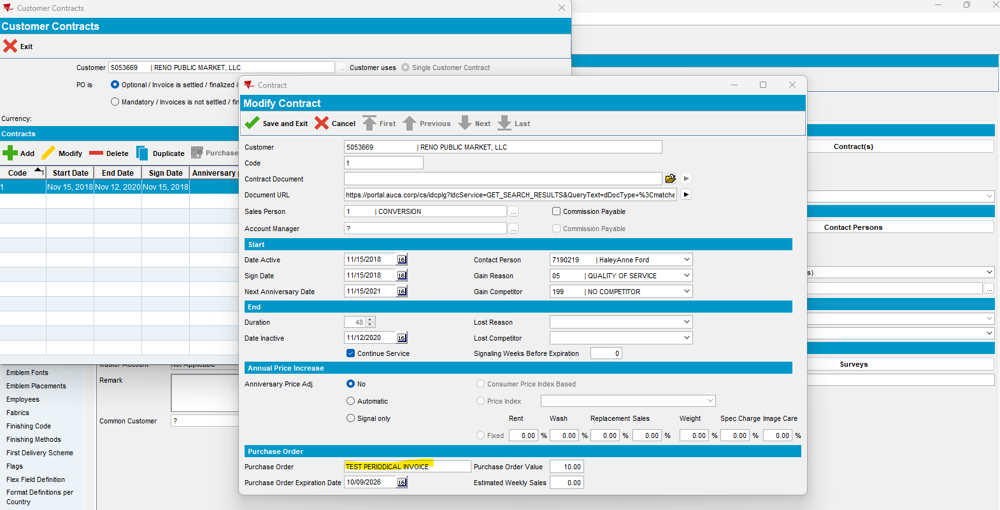 Customer Contracts
Customer Contracts
Exit
Customer 5053669 | RENO PUBLIC MARKET, LLC ... Customer uses Single Customer Contract
PO is Optional / Invoice is settled / finalized i
Mandatory / Invoices is not settled / fin
Currency:
Contracts
Add Modify Delete Duplicate Purchase
Code 1 Start Date End Date Sign Date Anniversary
1 Nov 15, 2018 Nov 12, 2020 Nov 15, 2018
Contract
Modify Contract
Save and Exit Cancel First Previous Next Last
Customer 5053669 | RENO PUBLIC MARKET, LLC
Code 1
Contract Document
Document URL https://portal.auca.corp/cs/idcplg?IdcService=GET_SEARCH_RESULTS&QueryText=dDocType+%3Cmatche
Sales Person 1 | CONVERSION ... Commission Payable
Account Manager ? ... Commission Payable
Start
Date Active 11/15/2018 16 Contact Person 7190219 | HaleyAnne Ford
Sign Date 11/15/2018 16 Gain Reason 05 | QUALITY OF SERVICE
Next Anniversary Date 11/15/2021 16 Gain Competitor 199 | NO COMPETITOR
End
Duration 48 Lost Reason
Date Inactive 11/12/2020 16 Lost Competitor
Continue Service Signaling Weeks Before Expiration 0
Annual Price Increase
Anniversary Price Adj. No Consumer Price Index Based
Automatic Price Index
Signal only Rent Wash Replacement Sales Weight Spec Charge Image Care
Fixed 0.00 % 0.00 % 0.00 % 0.00 % 0.00 % 0.00 % 0.00 %
Purchase Order
Purchase Order TEST PERIODICAL INVOICE Purchase Order Value 10.00
Purchase Order Expiration Date 10/09/2026 16 Estimated Weekly Sales 0.00
Contract(s)
Contact Persons
s)
...
Surveys
Emblem Fonts
Emblem Placements
Employees
Fabrics
Finishing Code
Finishing Methods
First Delivery Scheme
Flags
Flex Field Definition
Format Definitions per
Country
Master Account Not Applicable
Remark
Common Customer ?